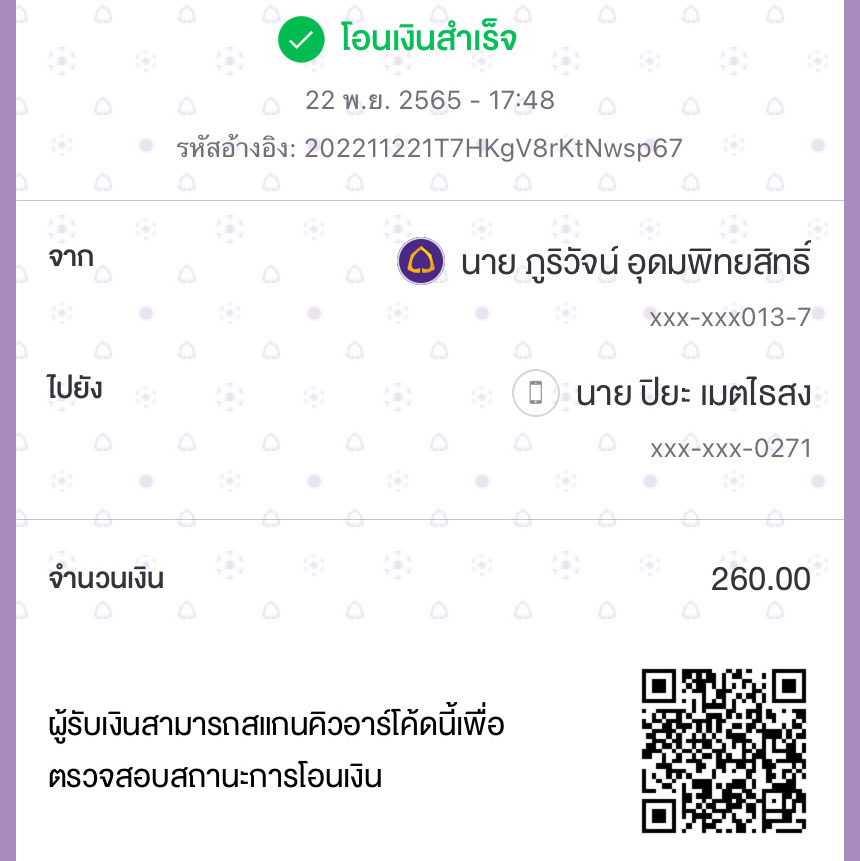 โอนเงินสำเร็จ
22 พ.ย. 2565 - 17:48
รหัสอ้างอิง: 202211221T7HKgV8rKtNwsp67
จาก
นาย ภูริวัจน์ อุดมพิทยสิทธิ์
xxx-xxx013-7
ไปยัง
นาย ปิยะ เมตไธสง
xxx-xxx-0271
จำนวนเงิน
260.00
ผู้รับเงินสามารถสแกนคิวอาร์โค้ดนี้เพื่อ
ตรวจสอบสถานะการโอนเงิน